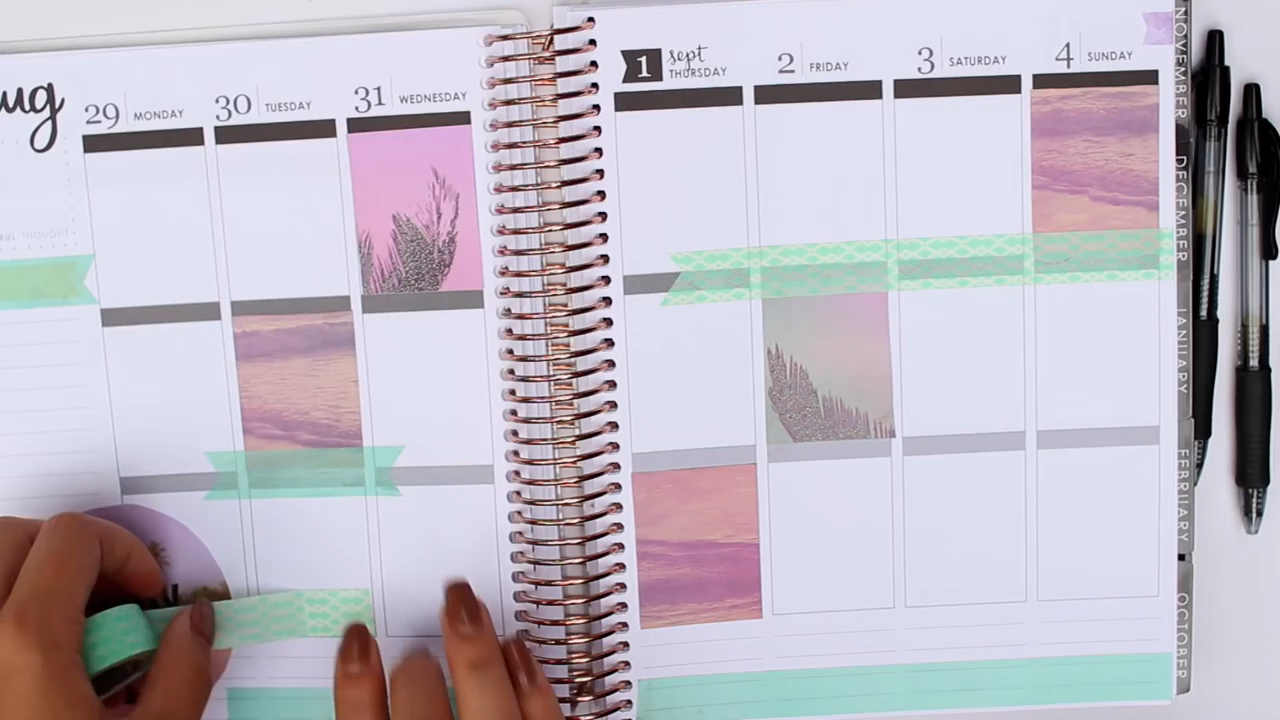 ug
29 MONDAY
30 TUESDAY
31 WEDNESDAY
1 sept THURSDAY
2 FRIDAY
3 SATURDAY
4 SUNDAY
THOUGHT
NOVEMBER
DECEMBER
JANUARY
FEBRUARY
OCTOBER